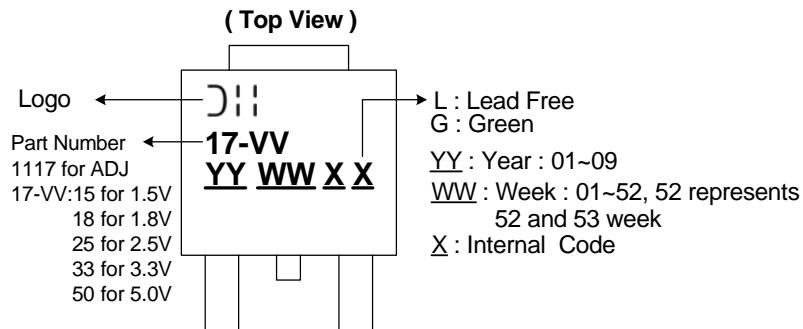 ( Top View )
Logo
17-VV
YY WW X X
Part Number
1117 for ADJ
17-VV:15 for 1.5V
18 for 1.8V
25 for 2.5V
33 for 3.3V
50 for 5.0V
L : Lead Free
G : Green
YY : Year : 01~09
WW : Week : 01~52, 52 represents
52 and 53 week
X : Internal Code